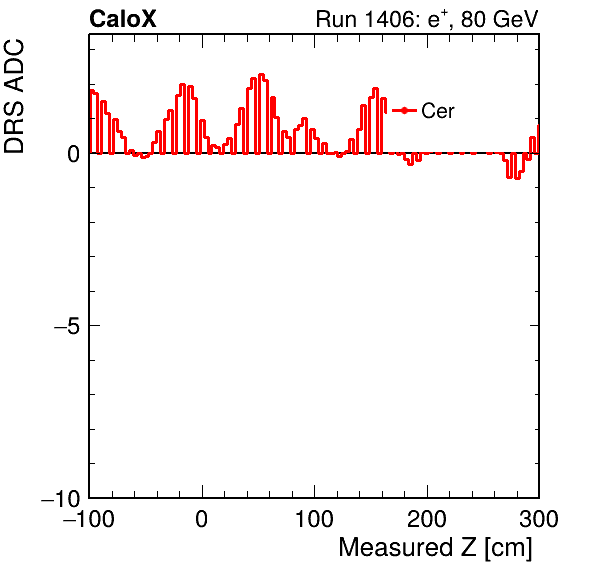 CaloX Run 1406: e⁺, 80 GeV
DRS ADC
Cer
0
−5
−10
−100 0 100 200 300
Measured Z [cm]